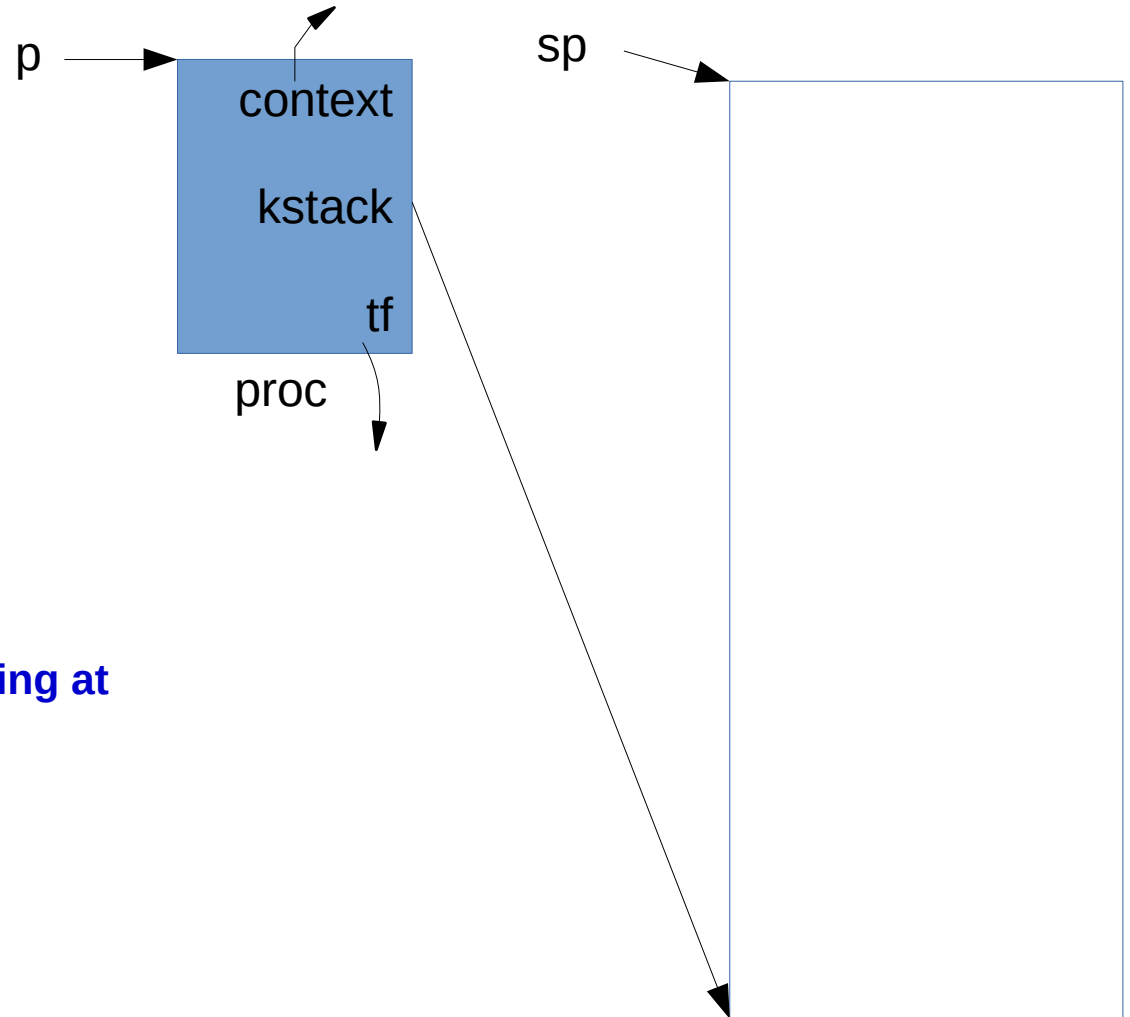 p
sp
context
kstack
tf
proc
ing at